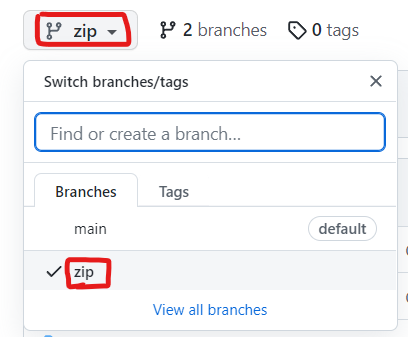 zip 2 branches 0 tags
Switch branches/tags
Find or create a branch...
Branches Tags
main default
zip
View all branches